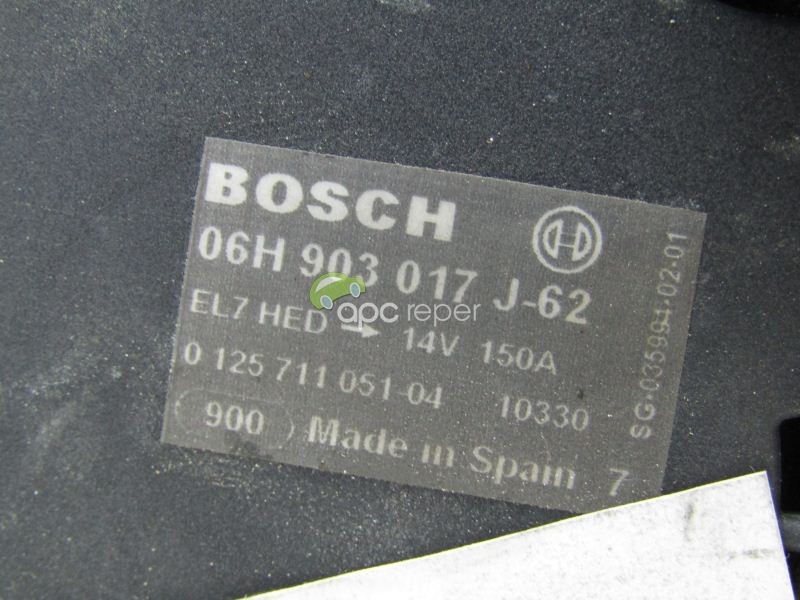 BOSCH
06H 903 017 J-62
apc reper
EL7 HED → 14V 150A
0 125 711 051-04 10330
900 Made in Spain 7
SG-035991-02-01